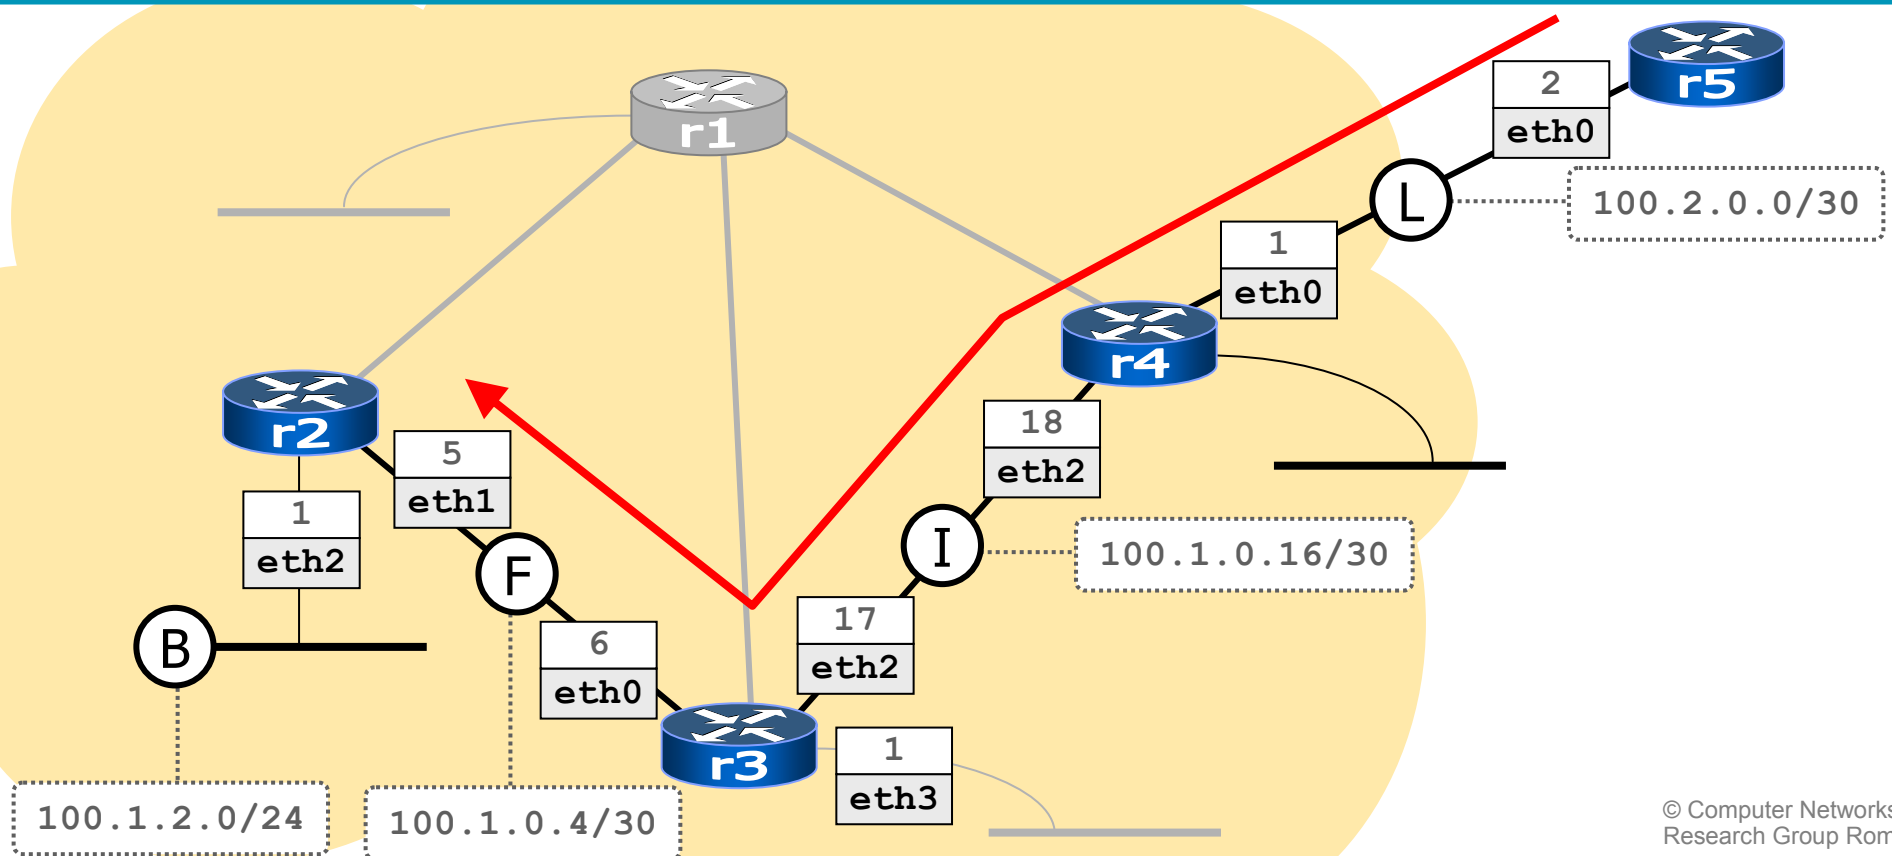 r1
2
eth0
r5
L
100.2.0.0/30
1
eth0
r4
r2
5
eth1
18
eth2
1
eth2
F
I
100.1.0.16/30
B
6
eth0
17
eth2
r3
1
eth3
100.1.2.0/24
100.1.0.4/30
© Computer Networks
Research Group Rom